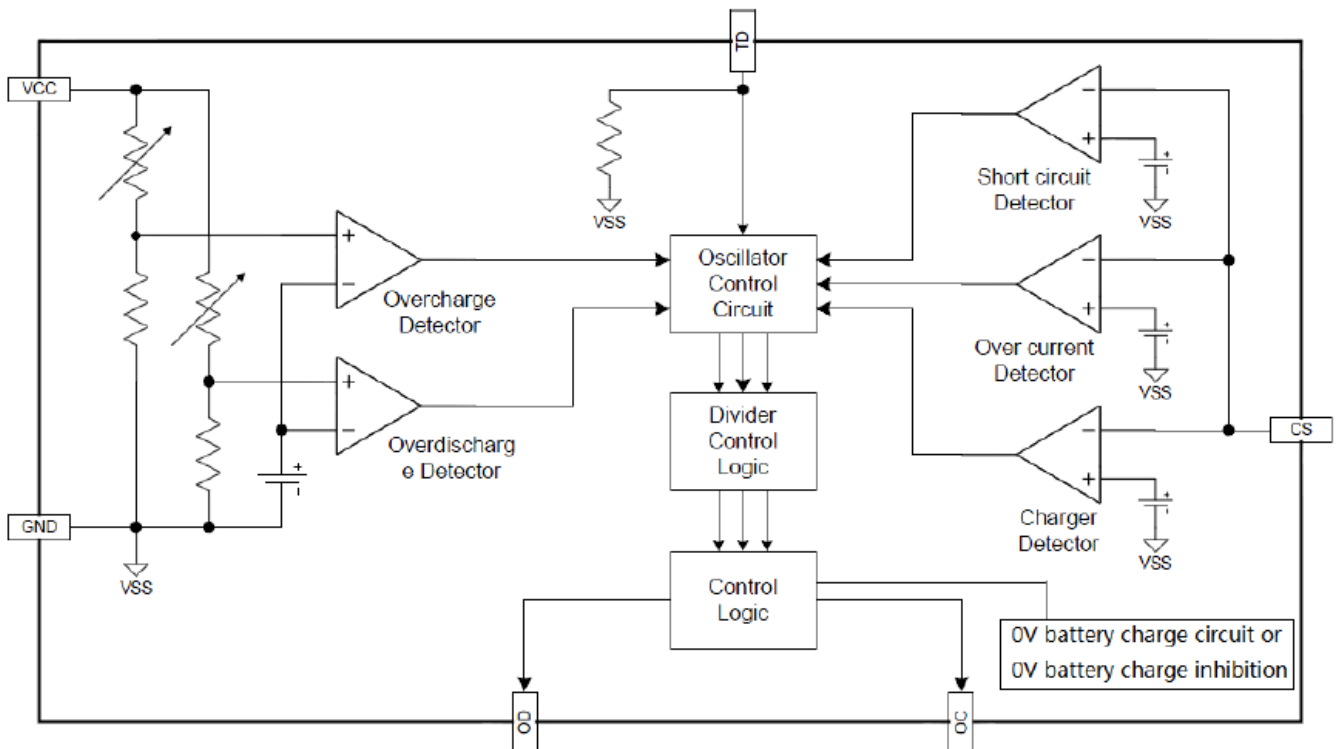 TD
VCC
VSS
+
−
Overcharge
Detector
+
−
Overdischarg
e Detector
+
-
GND
VSS
Oscillator
Control
Circuit
Divider
Control
Logic
Control
Logic
−
+
Short circuit
Detector
+
-
VSS
−
+
Over current
Detector
+
-
VSS
−
+
Charger
Detector
+
-
VSS
CS
0V battery charge circuit or
0V battery charge inhibition
OD
OC